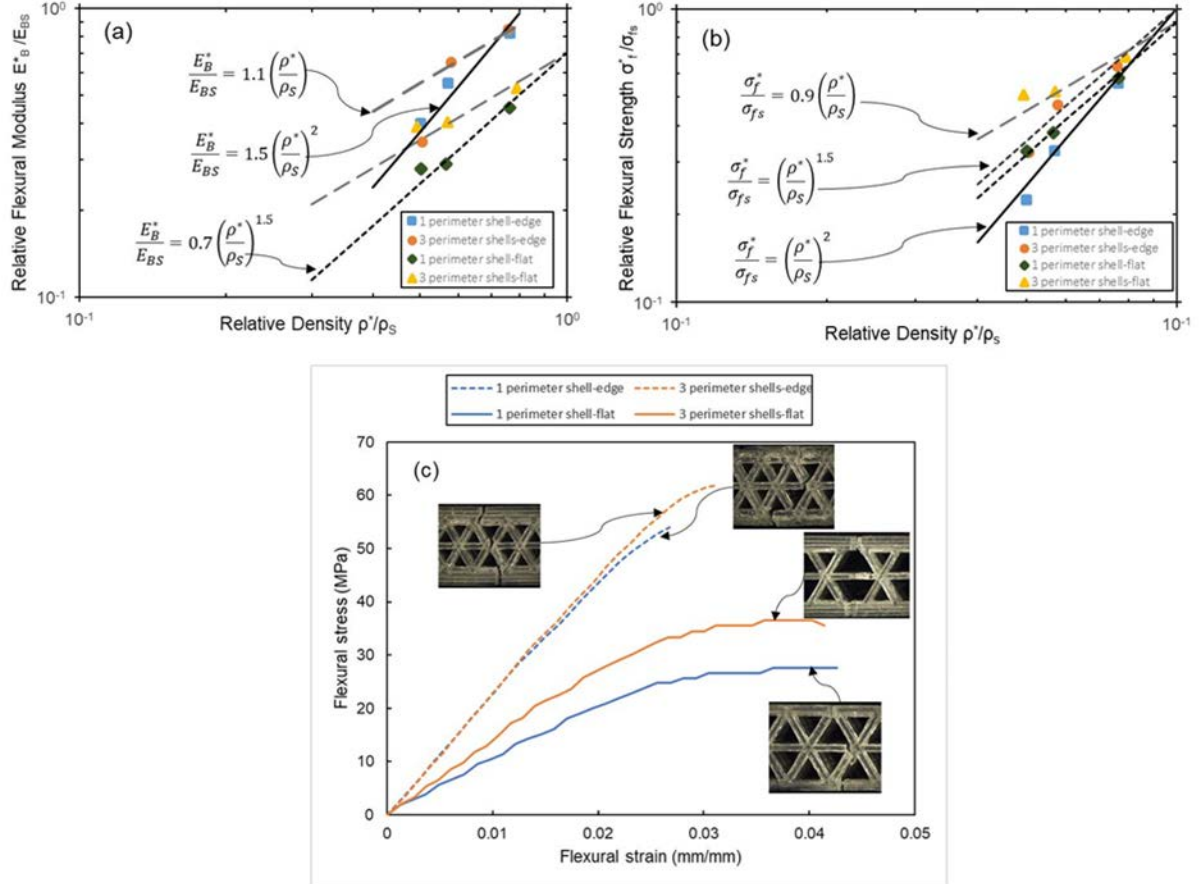 (a)
Relative Flexural Modulus E*B /EBS
10⁰
10⁻¹
E*B/EBS = 1.1(ρ*/ρS)
E*B/EBS = 1.5(ρ*/ρS)²
E*B/EBS = 0.7(ρ*/ρS)^1.5
1 perimeter shell-edge
3 perimeter shells-edge
1 perimeter shell-flat
3 perimeter shells-flat
10⁻¹
10⁰
Relative Density ρ*/ρS
(b)
Relative Flexural Strength σ*f /σfs
10⁰
10⁻¹
σ*f/σfs = 0.9(ρ*/ρS)
σ*f/σfs = (ρ*/ρS)^1.5
σ*f/σfs = (ρ*/ρS)²
1 perimeter shell-edge
3 perimeter shells-edge
1 perimeter shell-flat
3 perimeter shells-flat
10⁻¹
10⁻¹
Relative Density ρ*/ρs
1 perimeter shell-edge
3 perimeter shells-edge
1 perimeter shell-flat
3 perimeter shells-flat
(c)
Flexural stress (MPa)
70
60
50
40
30
20
10
0
0
0.01
0.02
0.03
0.04
0.05
Flexural strain (mm/mm)